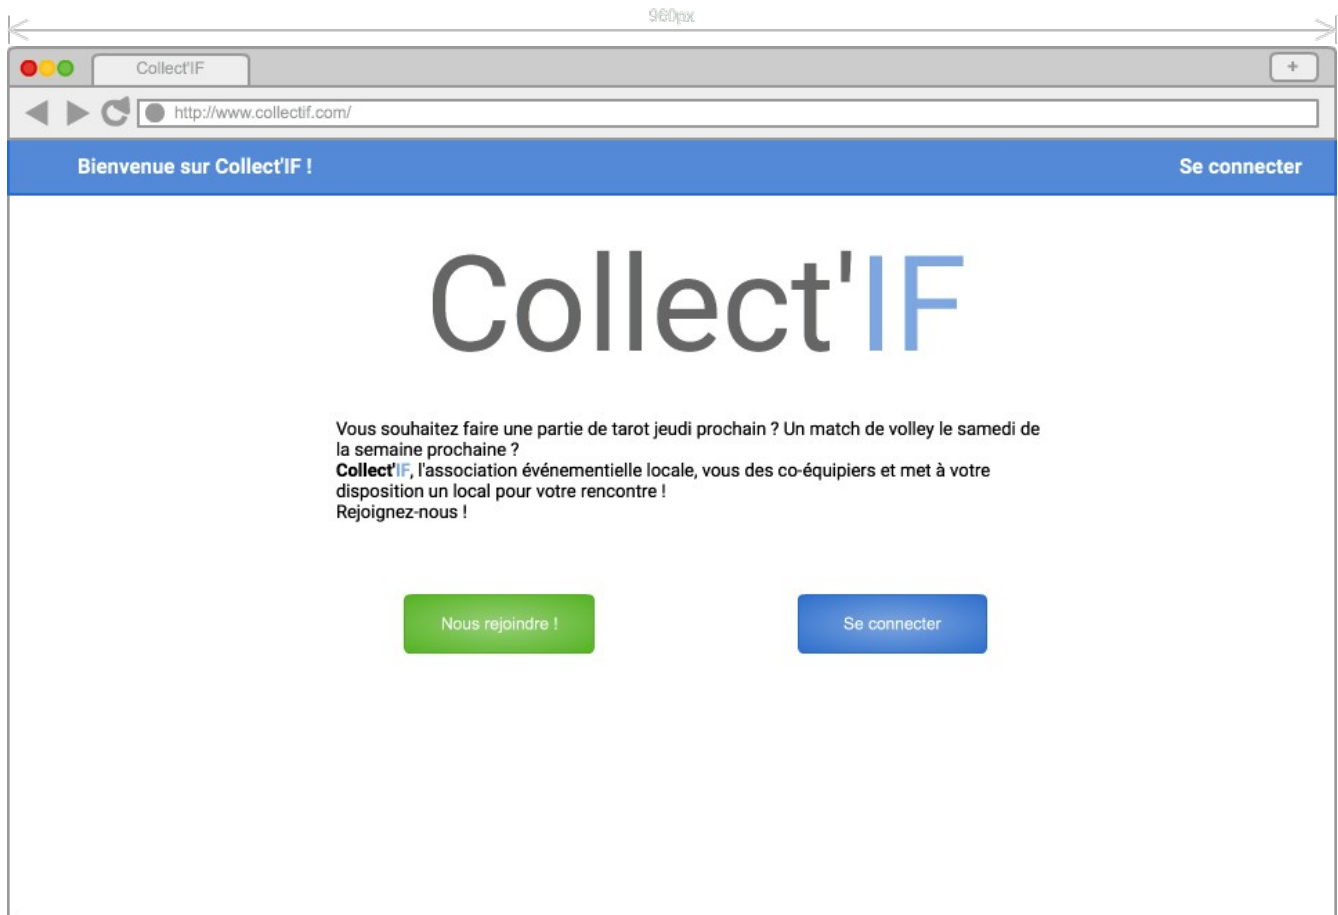 960px
Collect'IF
+
http://www.collectif.com/
Bienvenue sur Collect'IF !
Se connecter
Collect'IF
Vous souhaitez faire une partie de tarot jeudi prochain ? Un match de volley le samedi de
la semaine prochaine ?
Collect'IF, l'association événementielle locale, vous des co-équipiers et met à votre
disposition un local pour votre rencontre !
Rejoignez-nous !
Nous rejoindre !
Se connecter